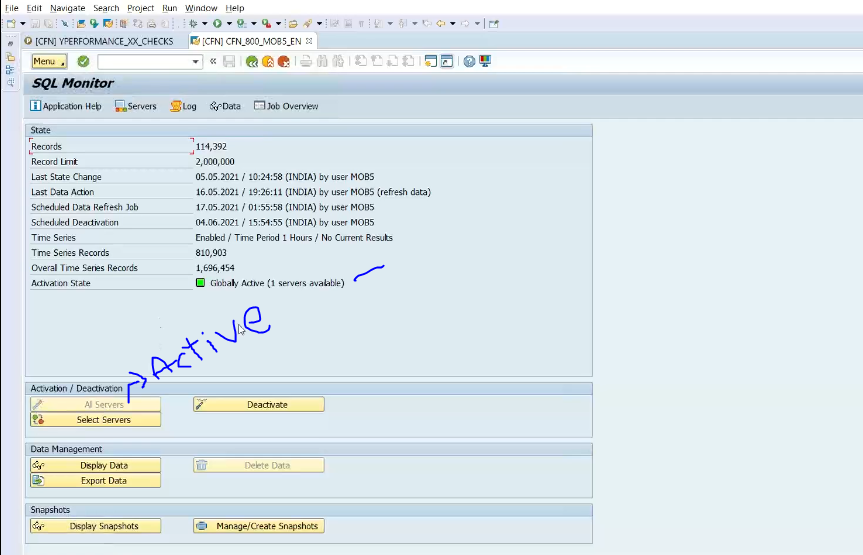 File Edit Navigate Search Project Run Window Help
[CFN] YPERFORMANCE_XX_CHECKS [CFN] CFN_800_MOB5_EN
Menu
SQL Monitor
Application Help Servers Log Data Job Overview
State
Records 114,392
Record Limit 2,000,000
Last State Change 05.05.2021 / 10:24:58 (INDIA) by user MOB5
Last Data Action 16.05.2021 / 19:26:11 (INDIA) by user MOB5 (refresh data)
Scheduled Data Refresh Job 17.05.2021 / 01:55:58 (INDIA) by user MOB5
Scheduled Deactivation 04.06.2021 / 15:54:55 (INDIA) by user MOB5
Time Series Enabled / Time Period 1 Hours / No Current Results
Time Series Records 810,903
Overal Time Series Records 1,696,454
Activation State Globally Active (1 servers available)
Active
Activation / Deactivation
All Servers Deactivate
Select Servers
Data Management
Display Data Delete Data
Export Data
Snapshots
Display Snapshots Manage/Create Snapshots